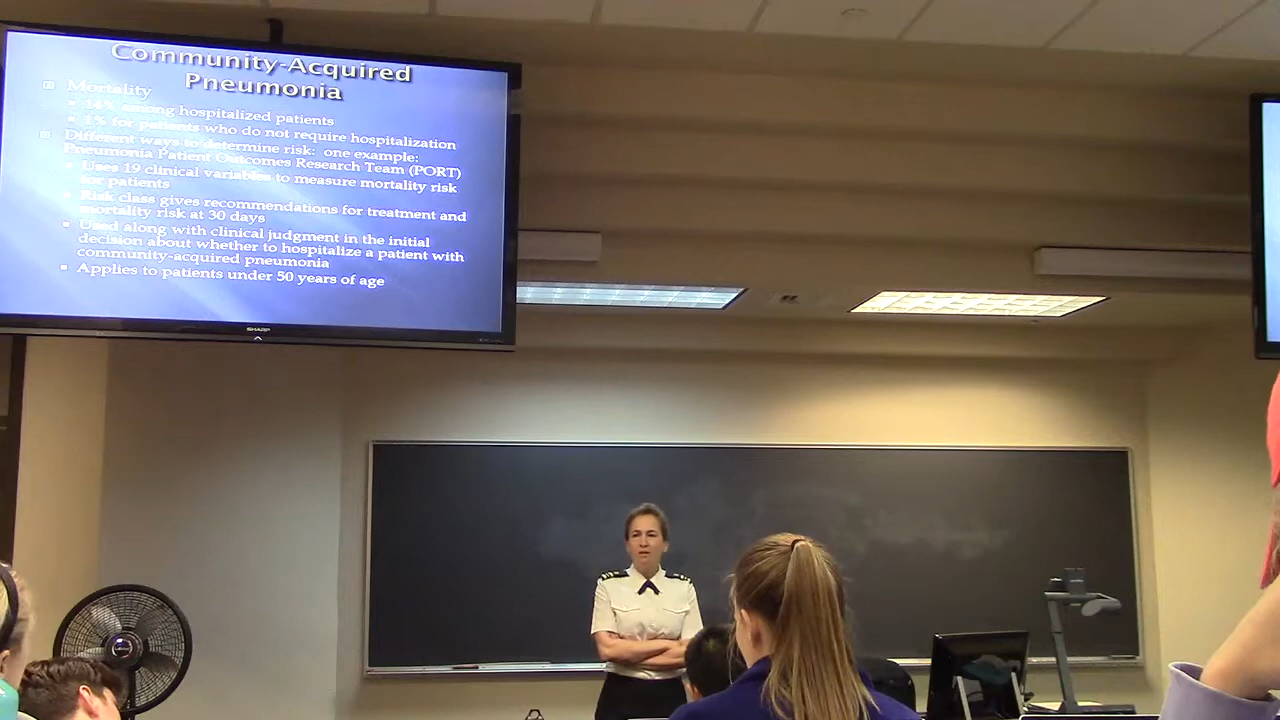 Community-Acquired
Pneumonia
Mortality
14% among hospitalized patients
1% for patients who do not require hospitalization
Different ways to determine risk: one example:
Pneumonia Patient Outcomes Research Team (PORT)
Uses 19 clinical variables to measure mortality risk
for patients
Risk class gives recommendations for treatment and
mortality risk at 30 days
Used along with clinical judgment in the initial
decision about whether to hospitalize a patient with
community-acquired pneumonia
Applies to patients under 50 years of age
SHARP